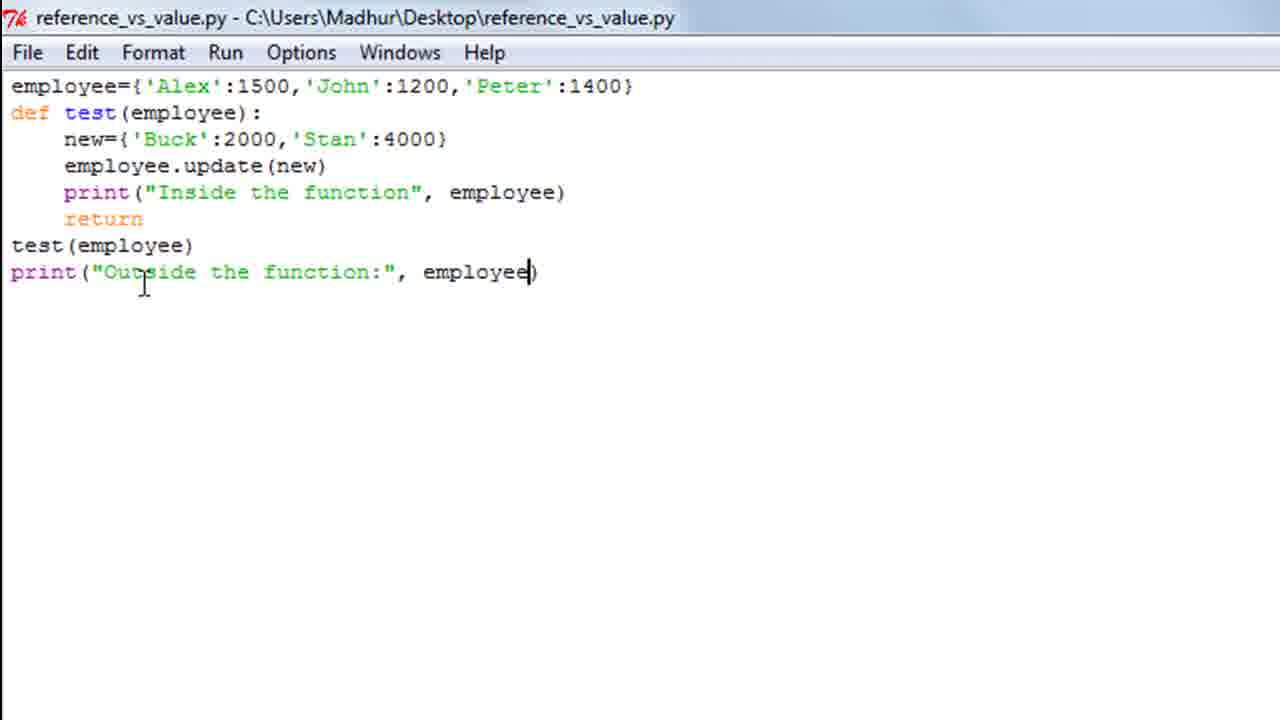 reference_vs_value.py - C:\Users\Madhur\Desktop\reference_vs_value.py
File Edit Format Run Options Windows Help
employee={'Alex':1500,'John':1200,'Peter':1400}
def test(employee):
    new={'Buck':2000,'Stan':4000}
    employee.update(new)
    print("Inside the function", employee)
    return
test(employee)
print("Outside the function:", employee)